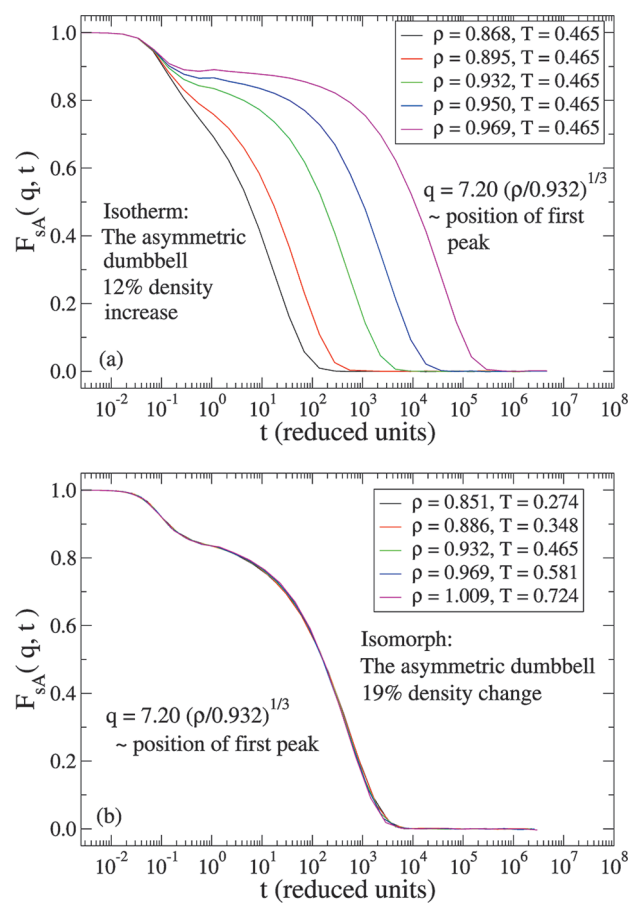 ρ = 0.868, T = 0.465
ρ = 0.895, T = 0.465
ρ = 0.932, T = 0.465
ρ = 0.950, T = 0.465
ρ = 0.969, T = 0.465
1.0
0.8
0.6
0.4
0.2
0.0
F_sA( q, t )
q = 7.20 (ρ/0.932)^1/3
~ position of first
peak
Isotherm:
The asymmetric
dumbbell
12% density
increase
(a)
10^-2 10^-1 10^0 10^1 10^2 10^3 10^4 10^5 10^6 10^7 10^8
t (reduced units)
ρ = 0.851, T = 0.274
ρ = 0.886, T = 0.348
ρ = 0.932, T = 0.465
ρ = 0.969, T = 0.581
ρ = 1.009, T = 0.724
1.0
0.8
0.6
0.4
0.2
0.0
F_sA( q, t )
Isomorph:
The asymmetric dumbbell
19% density change
q = 7.20 (ρ/0.932)^1/3
~ position of first peak
(b)
10^-2 10^-1 10^0 10^1 10^2 10^3 10^4 10^5 10^6 10^7 10^8
t (reduced units)